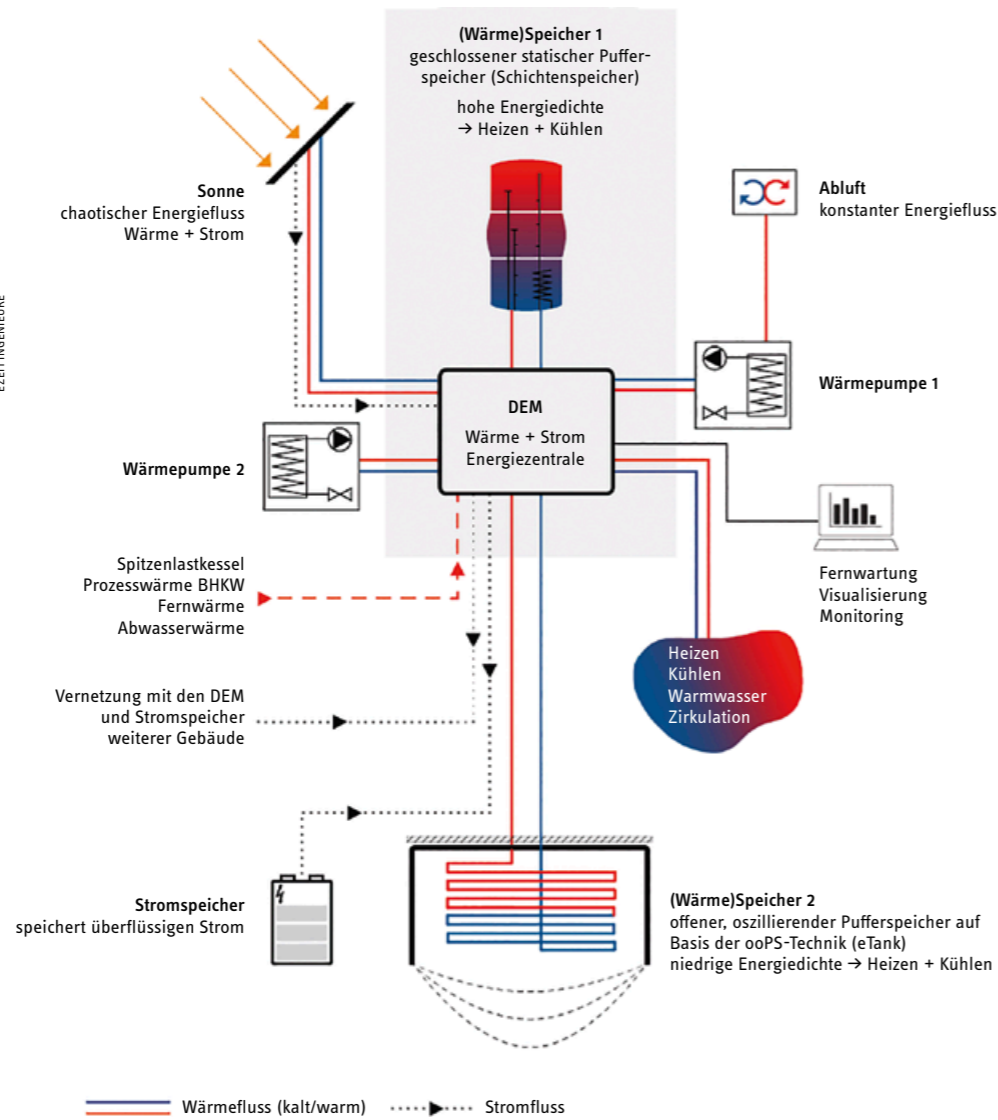 (Wärme)Speicher 1
geschlossener statischer Puffer-
speicher (Schichtenspeicher)
hohe Energiedichte
→ Heizen + Kühlen
Sonne
chaotischer Energiefluss
Wärme + Strom
Abluft
konstanter Energiefluss
EZEIT INGENIEURE
Wärmepumpe 1
DEM
Wärme + Strom
Energiezentrale
Wärmepumpe 2
Spitzenlastkessel
Prozesswärme BHKW
Fernwärme
Abwasserwärme
Fernwartung
Visualisierung
Monitoring
Heizen
Kühlen
Warmwasser
Zirkulation
Vernetzung mit den DEM
und Stromspeicher
weiterer Gebäude
Stromspeicher
speichert überflüssigen Strom
(Wärme)Speicher 2
offener, oszillierender Pufferspeicher auf
Basis der ooPS-Technik (eTank)
niedrige Energiedichte → Heizen + Kühlen
Wärmefluss (kalt/warm)
Stromfluss